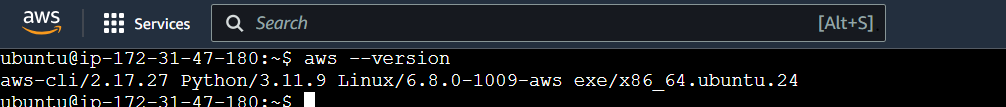 aws Services Search [Alt+S]
ubuntu@ip-172-31-47-180:~$ aws --version
aws-cli/2.17.27 Python/3.11.9 Linux/6.8.0-1009-aws exe/x86_64.ubuntu.24
ubuntu@ip-172-31-47-180:~$